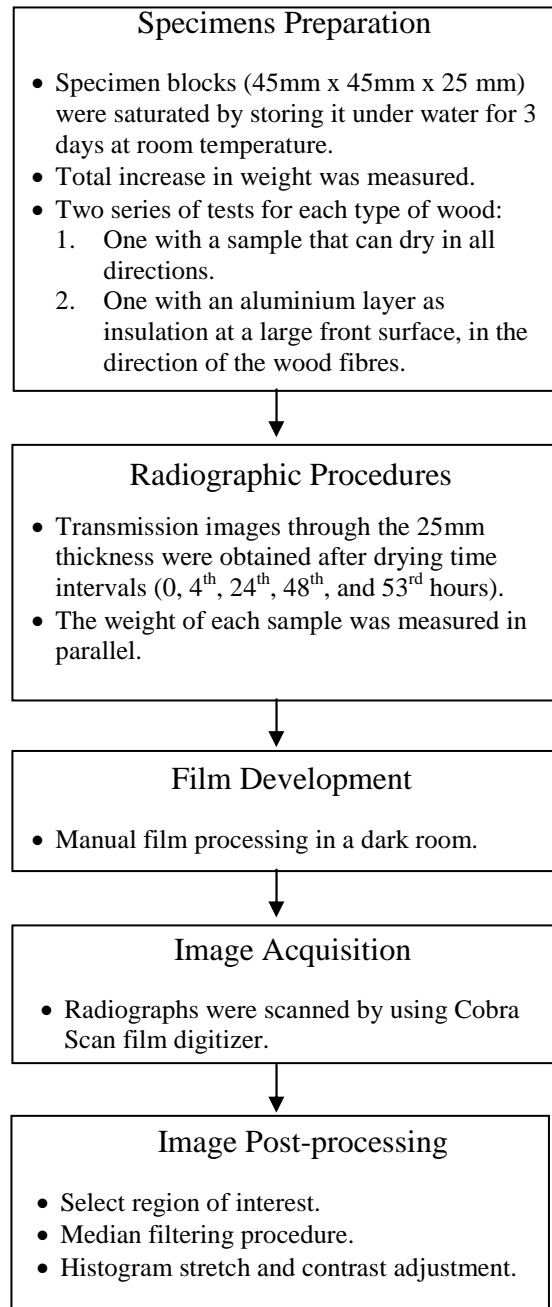 Specimens Preparation
• Specimen blocks (45mm x 45mm x 25 mm)
were saturated by storing it under water for 3
days at room temperature.
• Total increase in weight was measured.
• Two series of tests for each type of wood:
1. One with a sample that can dry in all
directions.
2. One with an aluminium layer as
insulation at a large front surface, in the
direction of the wood fibres.
Radiographic Procedures
• Transmission images through the 25mm
thickness were obtained after drying time
intervals (0, 4th, 24th, 48th, and 53rd hours).
• The weight of each sample was measured in
parallel.
Film Development
• Manual film processing in a dark room.
Image Acquisition
• Radiographs were scanned by using Cobra
Scan film digitizer.
Image Post-processing
• Select region of interest.
• Median filtering procedure.
• Histogram stretch and contrast adjustment.